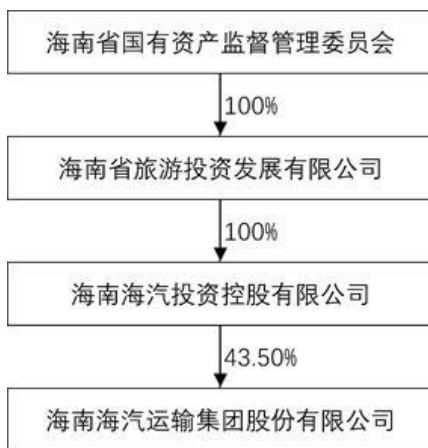 海南省国有资产监督管理委员会
100%
海南省旅游投资发展有限公司
100%
海南海汽投资控股有限公司
43.50%
海南海汽运输集团股份有限公司